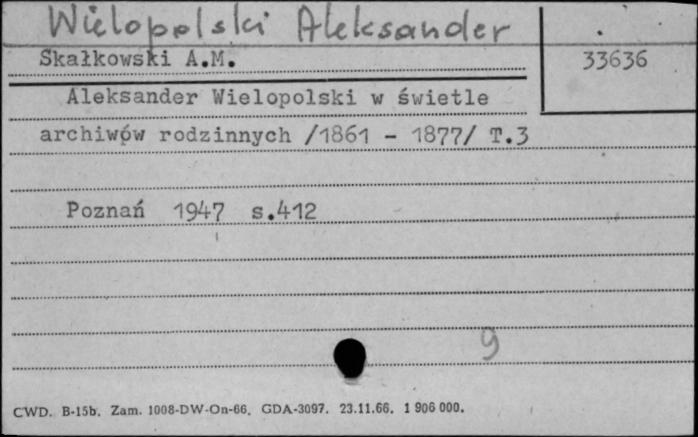 Wielopolski Aleksander
Skałkowski A.M.
33636
Aleksander Wielopolski w świetle
archiwów rodzinnych /1861 - 1877/ T.3
Poznań 1947 s.412
9
CWD. B-15b. Zam. 1008-DW-On-66. GDA-3097. 23.11.66. 1 906 000.